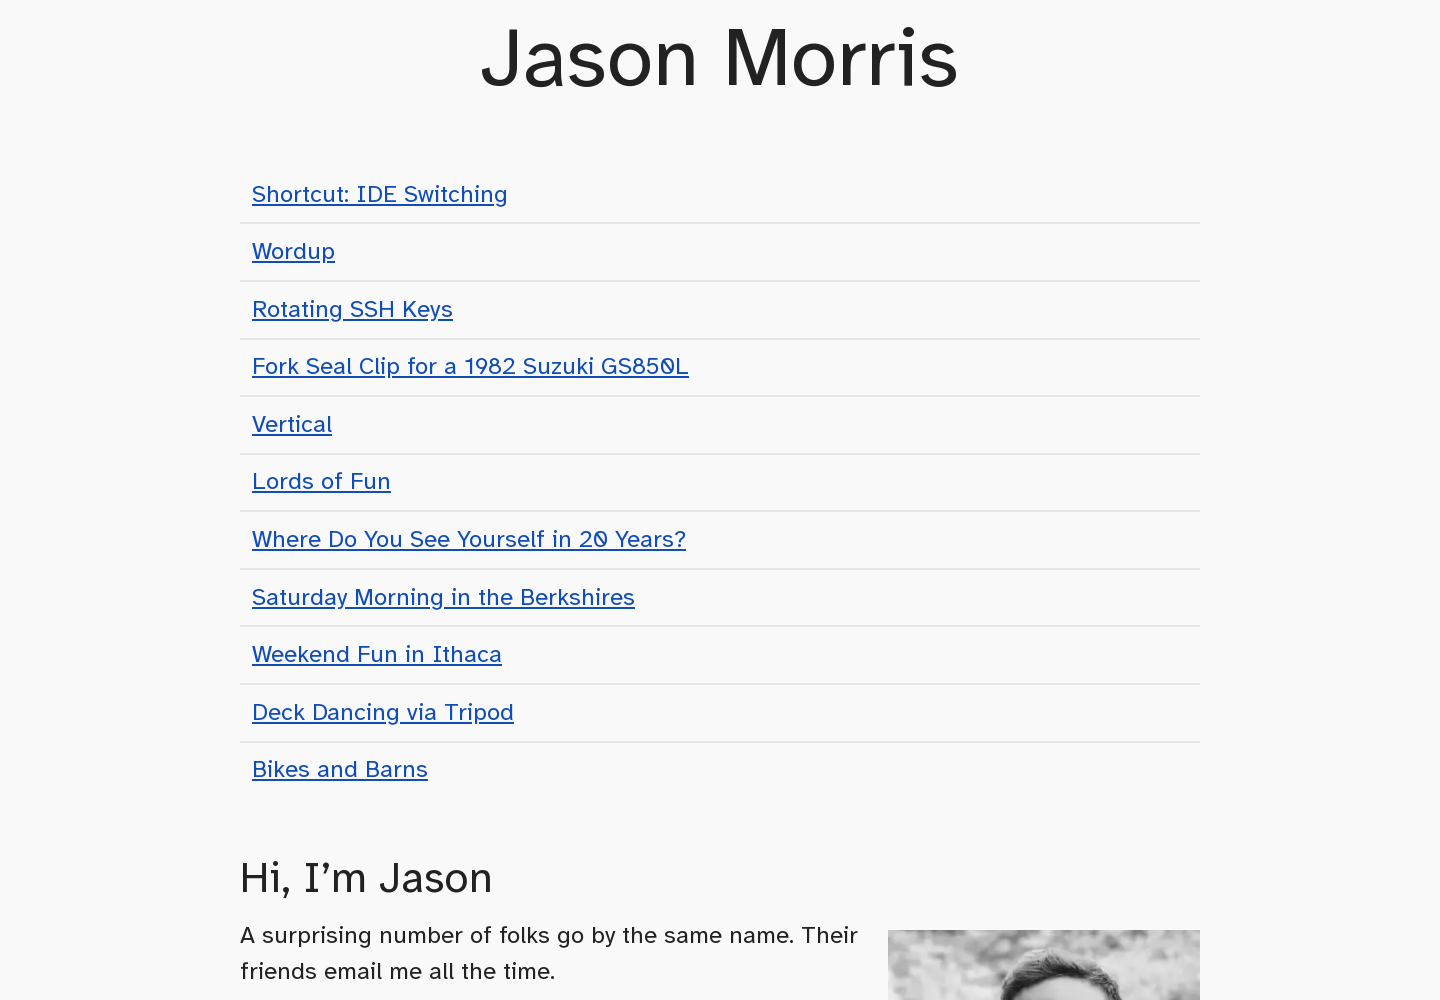 Jason Morris
Shortcut: IDE Switching
Wordup
Rotating SSH Keys
Fork Seal Clip for a 1982 Suzuki GS850L
Vertical
Lords of Fun
Where Do You See Yourself in 20 Years?
Saturday Morning in the Berkshires
Weekend Fun in Ithaca
Deck Dancing via Tripod
Bikes and Barns
Hi, I’m Jason
A surprising number of folks go by the same name. Their
friends email me all the time.